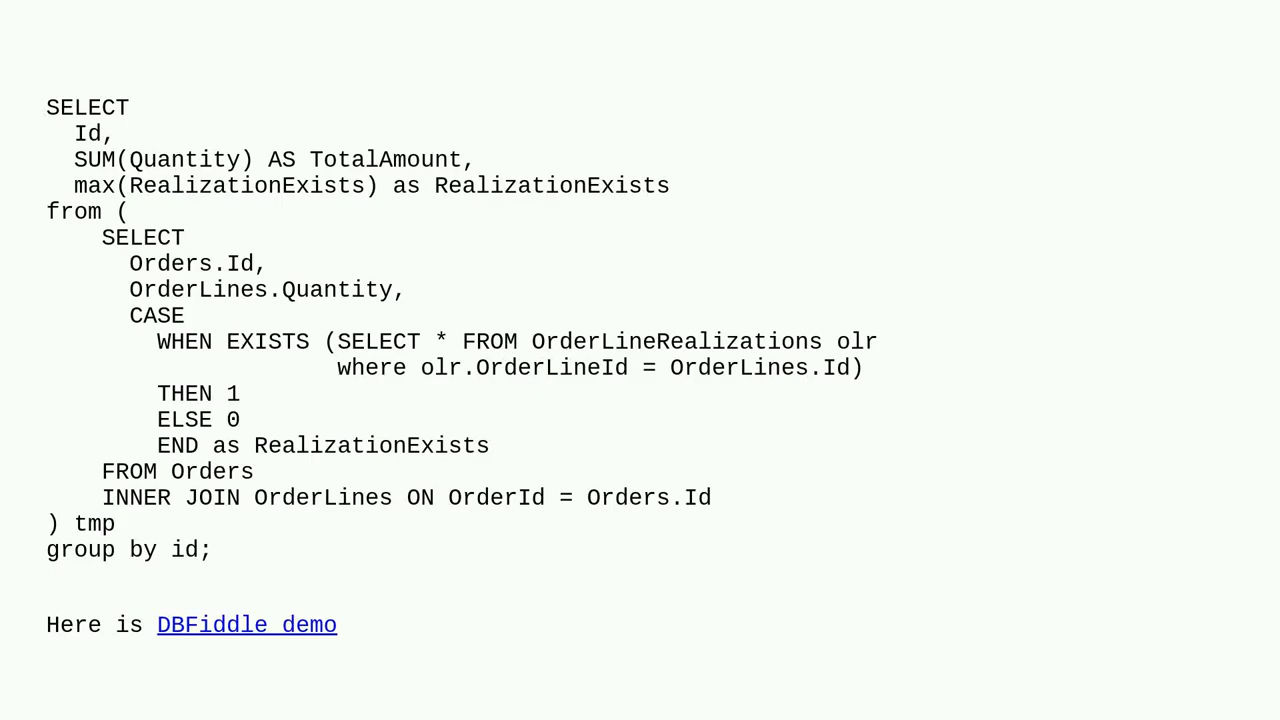 SELECT
  Id,
  SUM(Quantity) AS TotalAmount,
  max(RealizationExists) as RealizationExists
from (
    SELECT
      Orders.Id,
      OrderLines.Quantity,
      CASE
        WHEN EXISTS (SELECT * FROM OrderLineRealizations olr
                     where olr.OrderLineId = OrderLines.Id)
        THEN 1
        ELSE 0
        END as RealizationExists
    FROM Orders
    INNER JOIN OrderLines ON OrderId = Orders.Id
) tmp
group by id;
Here is DBFiddle demo